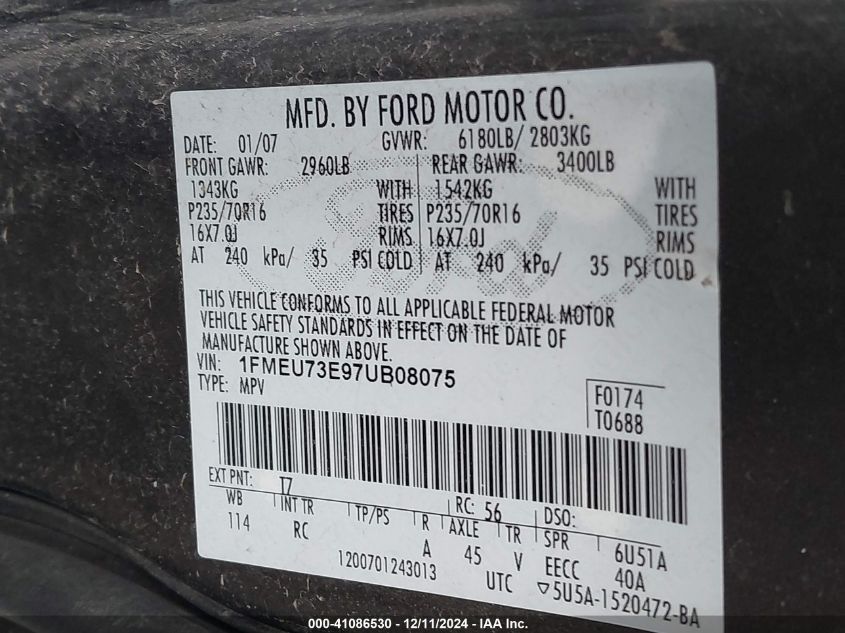 MFD. BY FORD MOTOR CO.
DATE: 01/07 GVWR: 6180LB/ 2803KG
FRONT GAWR: 2960LB REAR GAWR: 3400LB
1343KG WITH 1542KG WITH
P235/70R16 TIRES P235/70R16 TIRES
16X7.0J RIMS 16X7.0J RIMS
AT 240 kPa/ 35 PSI COLD AT 240 kPa/ 35 PSI COLD
THIS VEHICLE CONFORMS TO ALL APPLICABLE FEDERAL MOTOR
VEHICLE SAFETY STANDARDS IN EFFECT ON THE DATE OF
MANUFACTURE SHOWN ABOVE.
VIN: 1FMEU73E97UB08075
TYPE: MPV
F0174
T0688
EXT PNT: T7 RC: 56 DSO:
WB INT TR TP/PS R AXLE TR SPR 6U51A
114 RC A 45 V EECC 40A
1200701243013 UTC ▽5U5A-1520472-BA
000-41086530 - 12/11/2024 - IAA Inc.